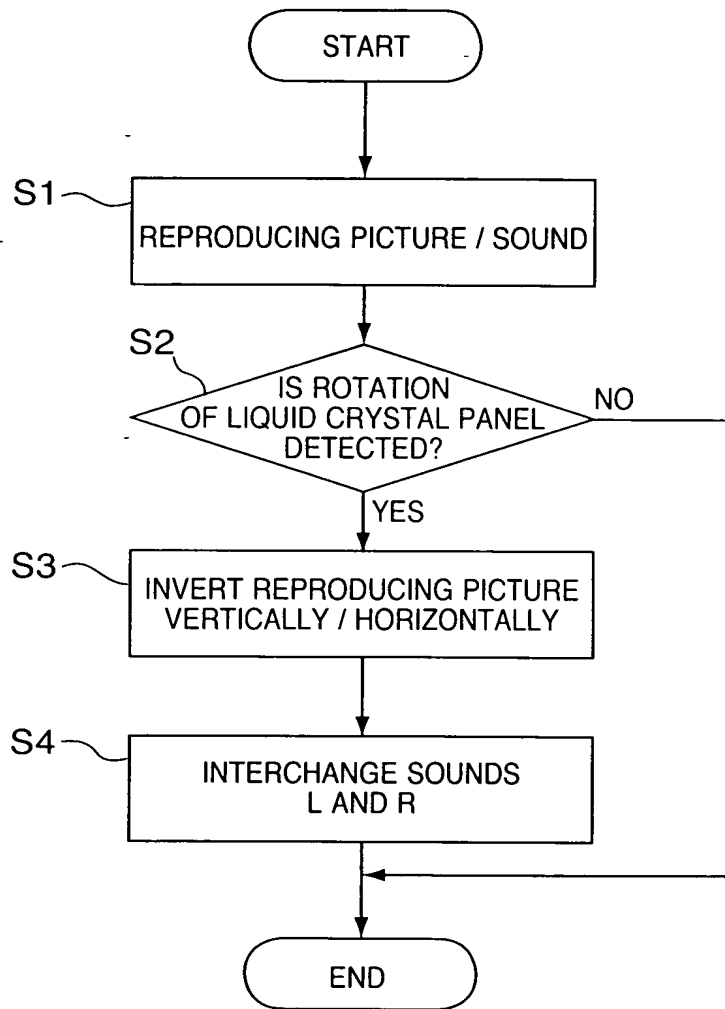 START
S1
REPRODUCING PICTURE / SOUND
S2
IS ROTATION
OF LIQUID CRYSTAL PANEL
DETECTED?
NO
YES
S3
INVERT REPRODUCING PICTURE
VERTICALLY / HORIZONTALLY
S4
INTERCHANGE SOUNDS
L AND R
END